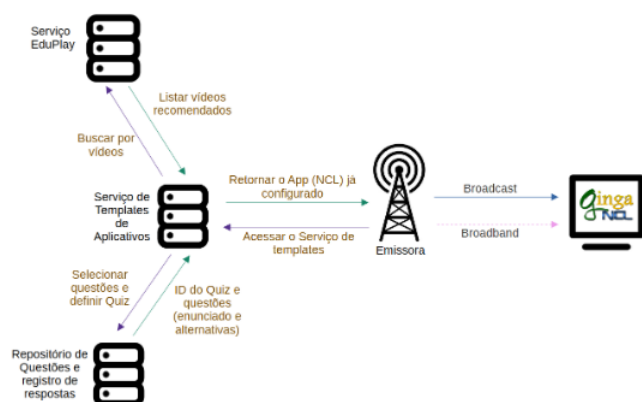 Serviço
EduPlay
Listar vídeos
recomendados
Buscar por
vídeos
Serviço de
Templates
de
Aplicativos
Retornar o App (NCL) já
configurado
Acessar o Serviço de
templates
Emissora
Broadcast
Broadband
ginga
NCL
Selecionar
questões e
definir Quiz
ID do Quiz e
questões
(enunciado e
alternativas)
Repositório de
Questões e
registro de
respostas